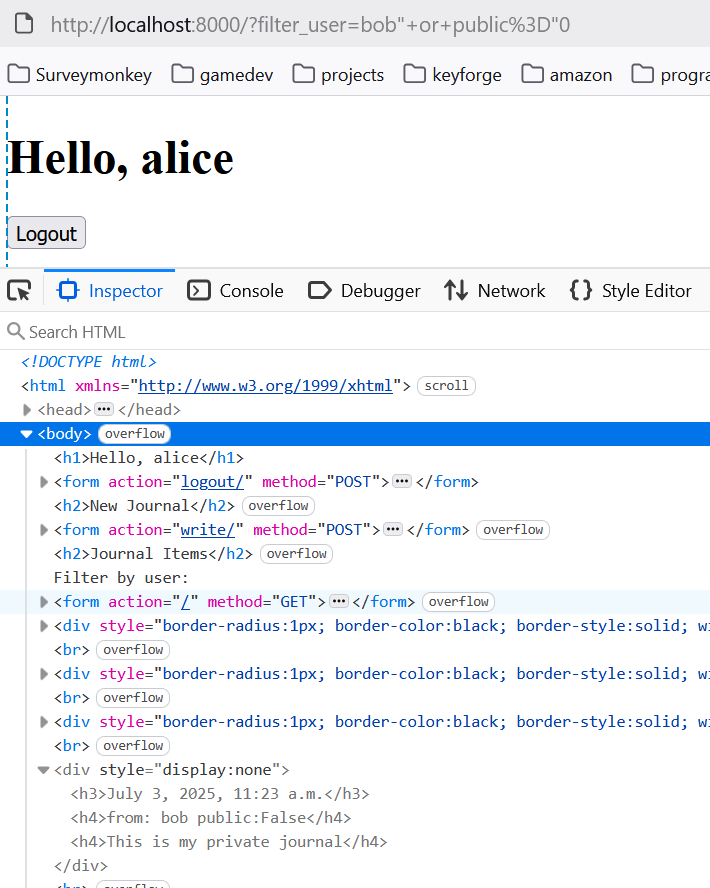 http://localhost:8000/?filter_user=bob"+or+public%3D"0
Surveymonkey gamedev projects keyforge amazon progra
Hello, alice
Logout
Inspector Console Debugger Network Style Editor
Search HTML
<!DOCTYPE html>
<html xmlns="http://www.w3.org/1999/xhtml"> scroll
<head>···</head>
<body> overflow
<h1>Hello, alice</h1>
<form action="logout/" method="POST">···</form>
<h2>New Journal</h2> overflow
<form action="write/" method="POST">···</form> overflow
<h2>Journal Items</h2> overflow
Filter by user:
<form action="/" method="GET">···</form> overflow
<div style="border-radius:1px; border-color:black; border-style:solid; wi
<br> overflow
<div style="border-radius:1px; border-color:black; border-style:solid; wi
<br> overflow
<div style="border-radius:1px; border-color:black; border-style:solid; wi
<br> overflow
<div style="display:none">
<h3>July 3, 2025, 11:23 a.m.</h3>
<h4>from: bob public:False</h4>
<h4>This is my private journal</h4>
</div>
<br> overflow